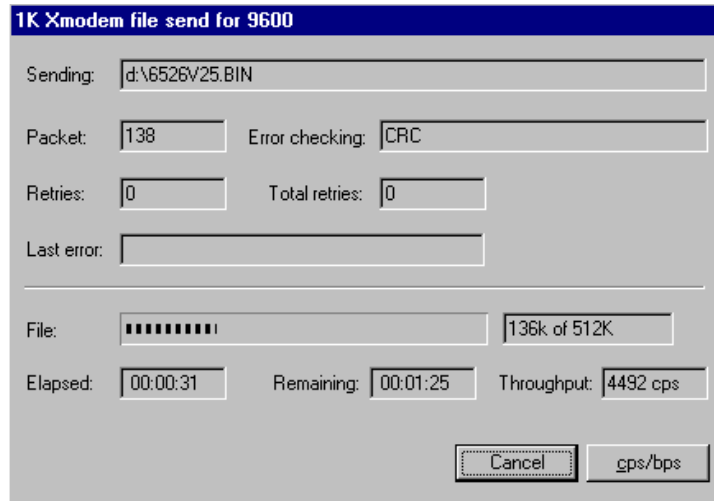 1K Xmodem file send for 9600
Sending: d:\6526V25.BIN
Packet: 138 Error checking: CRC
Retries: 0 Total retries: 0
Last error:
File: 136k of 512K
Elapsed: 00:00:31 Remaining: 00:01:25 Throughput: 4492 cps
Cancel cps/bps